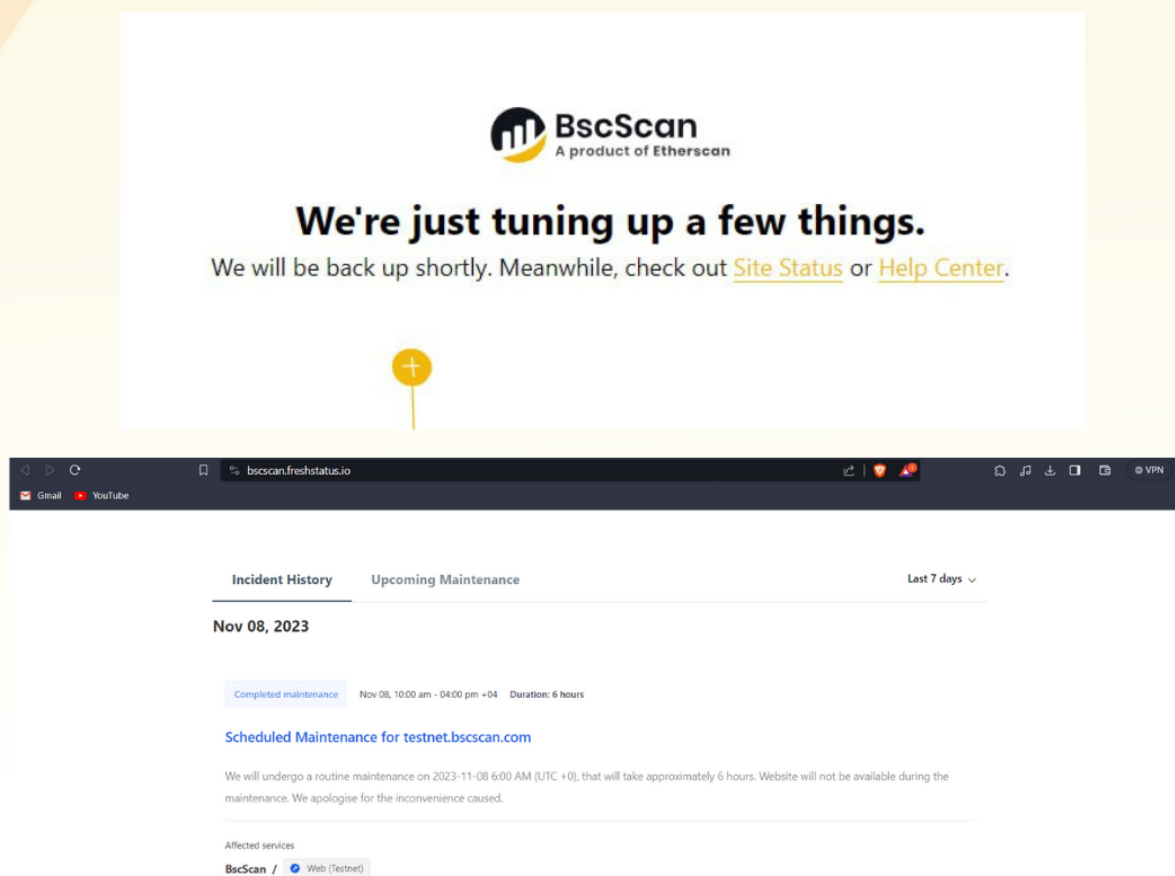 BscScan
A product of Etherscan
We're just tuning up a few things.
We will be back up shortly. Meanwhile, check out Site Status or Help Center.
bscscan.freshstatus.io
VPN
Gmail YouTube
Incident History Upcoming Maintenance Last 7 days
Nov 08, 2023
Completed maintenance Nov 08, 10:00 am - 04:00 pm +04 Duration: 6 hours
Scheduled Maintenance for testnet.bscscan.com
We will undergo a routine maintenance on 2023-11-08 6:00 AM (UTC +0), that will take approximately 6 hours. Website will not be available during the
maintenance. We apologise for the inconvenience caused.
Affected services
BscScan / Web (Testnet)